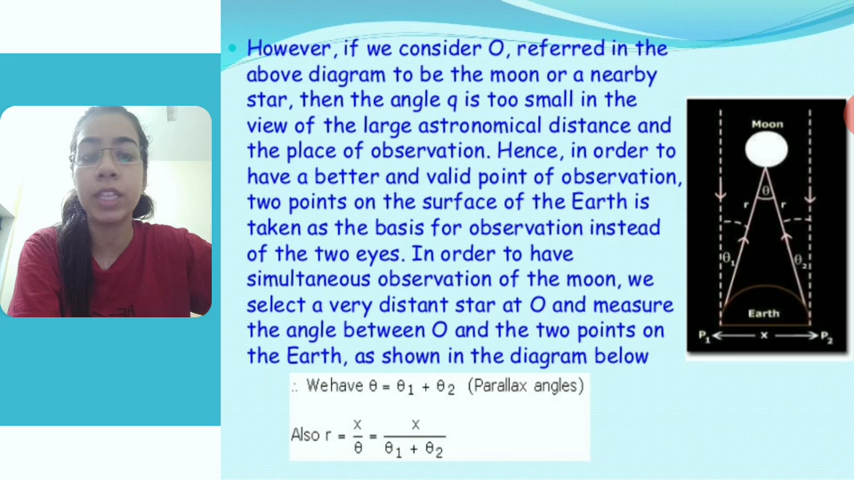 However, if we consider O, referred in the
above diagram to be the moon or a nearby
star, then the angle q is too small in the
view of the large astronomical distance and
the place of observation. Hence, in order to
have a better and valid point of observation,
two points on the surface of the Earth is
taken as the basis for observation instead
of the two eyes. In order to have
simultaneous observation of the moon, we
select a very distant star at O and measure
the angle between O and the two points on
the Earth, as shown in the diagram below
∴ We have θ = θ₁ + θ₂ (Parallax angles)
Also r = x/θ = x/(θ₁ + θ₂)
Moon
θ
r r
θ₁ θ₂
Earth
P₁ x P₂